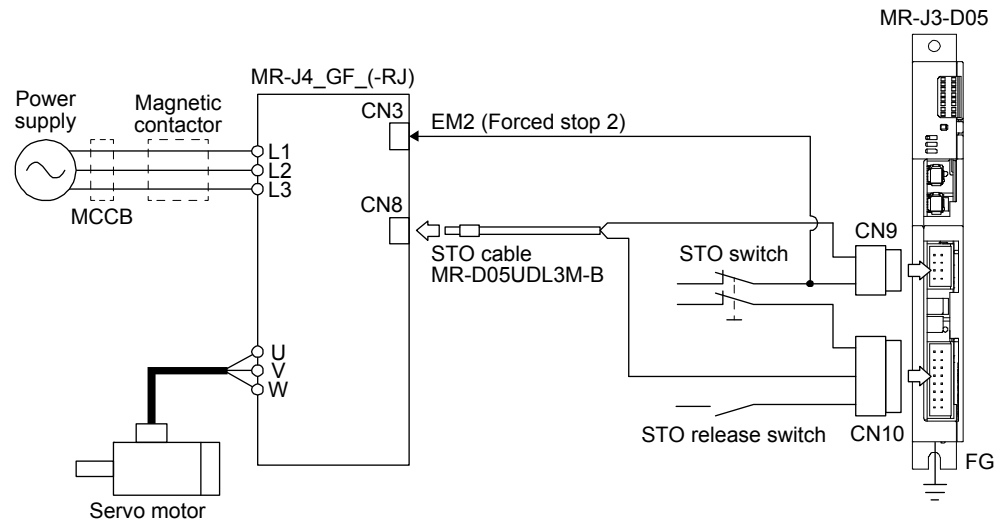 MR-J3-D05
MR-J4_GF_(-RJ)
Power
supply
Magnetic
contactor
CN3
EM2 (Forced stop 2)
L1
L2
L3
MCCB
CN8
STO cable
MR-D05UDL3M-B
STO switch
CN9
U
V
W
STO release switch
CN10
FG
Servo motor